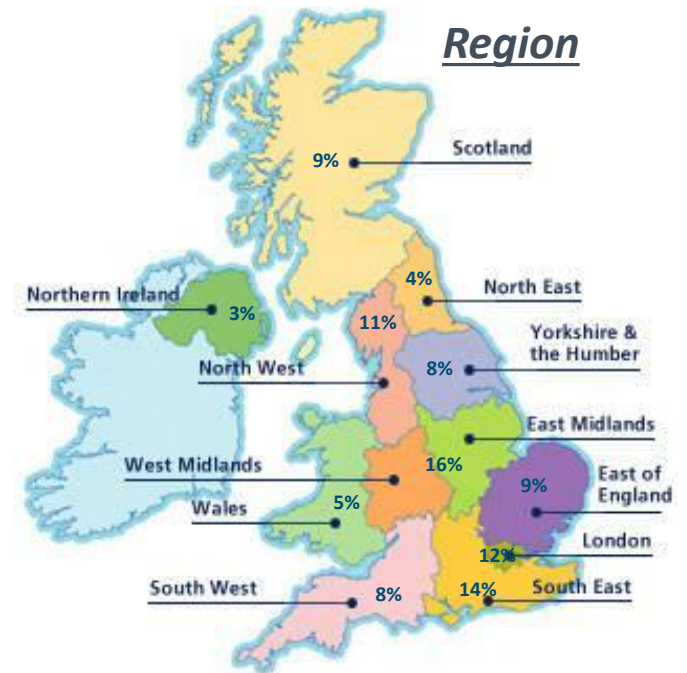 Region
Scotland
9%
North East
4%
Northern Ireland
3%
11%
Yorkshire &
the Humber
8%
North West
East Midlands
West Midlands
16%
East of
England
9%
Wales
5%
London
12%
South West
8%
South East
14%